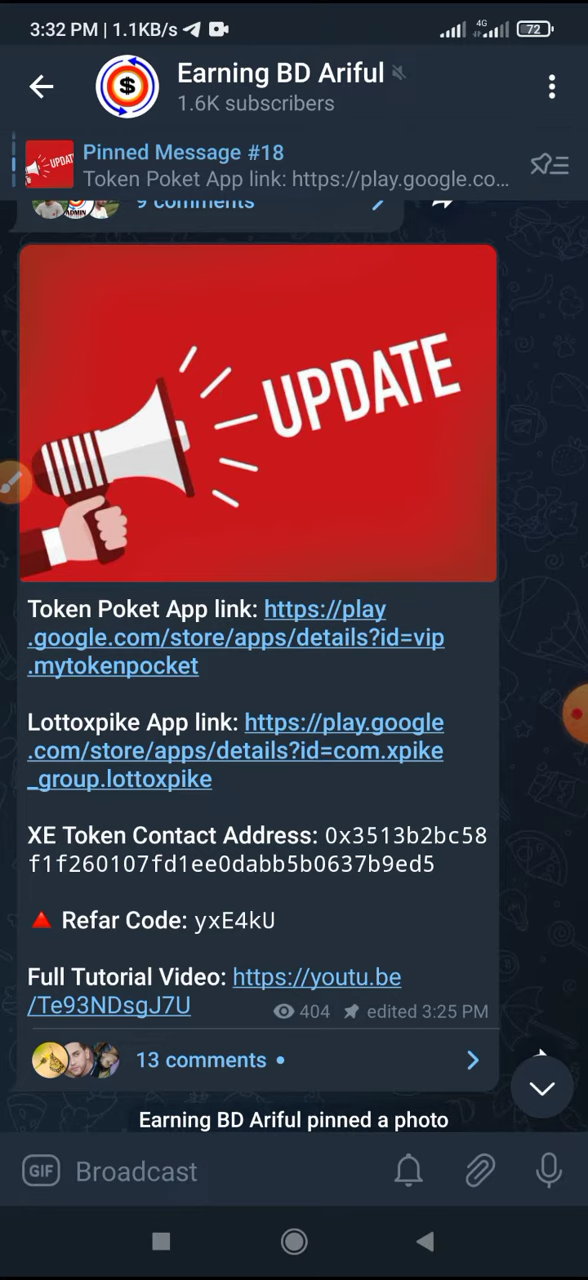 3:32 PM | 1.1KB/s
4G
72
Earning BD Ariful
1.6K subscribers
UPDATE
Pinned Message #18
Token Poket App link: https://play.google.co...
ADMIN
9 comments
UPDATE
Token Poket App link: https://play
.google.com/store/apps/details?id=vip
.mytokenpocket
Lottoxpike App link: https://play.google
.com/store/apps/details?id=com.xpike
_group.lottoxpike
XE Token Contact Address: 0x3513b2bc58
f1f260107fd1ee0dabb5b0637b9ed5
🔺 Refar Code: yxE4kU
Full Tutorial Video: https://youtu.be
/Te93NDsgJ7U
404 edited 3:25 PM
13 comments
Earning BD Ariful pinned a photo
GIF Broadcast